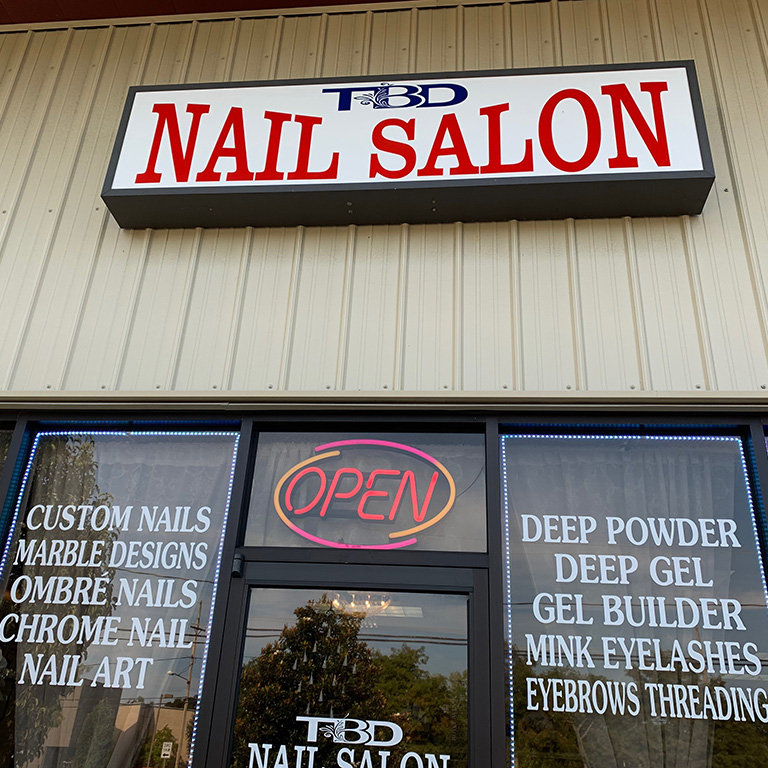 TBD
NAIL SALON
OPEN
CUSTOM NAILS
MARBLE DESIGNS
OMBRÉ NAILS
CHROME NAIL
NAIL ART
DEEP POWDER
DEEP GEL
GEL BUILDER
MINK EYELASHES
EYEBROWS THREADING
TBD
NAIL SALON